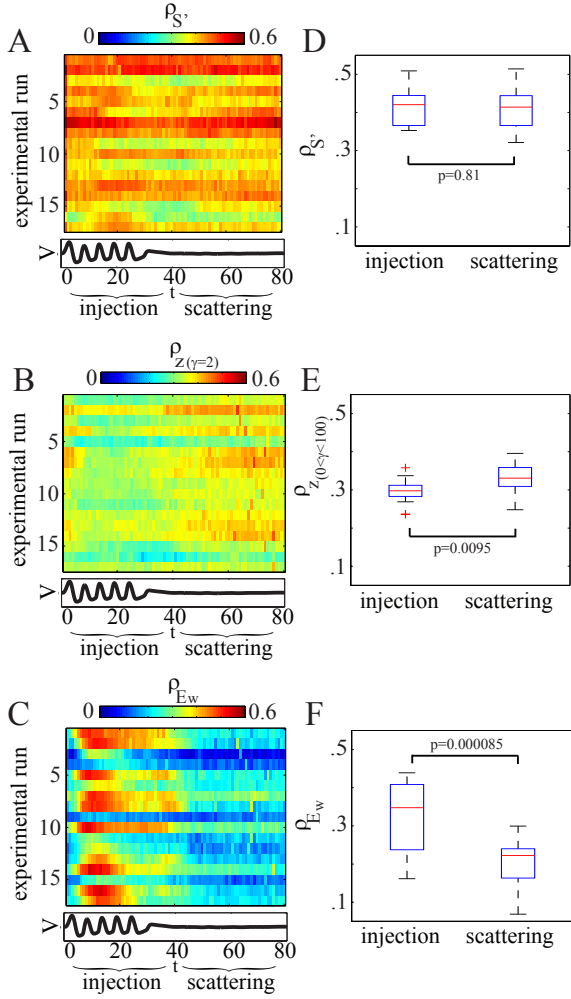 A
ρS'
0 0.6
experimental run
5
10
15
V
0 20 40 60 80
t
injection scattering
D
ρS'
.5
.3
.1
p=0.81
injection scattering
B
ρz(γ=2)
0 0.6
experimental run
5
10
15
V
0 20 40 60 80
t
injection scattering
E
ρz(0<γ<100)
.5
.3
.1
p=0.0095
injection scattering
C
ρEw
0 0.6
experimental run
5
10
15
V
0 20 40 60 80
t
injection scattering
F
ρEw
.5
.3
.1
p=0.000085
injection scattering